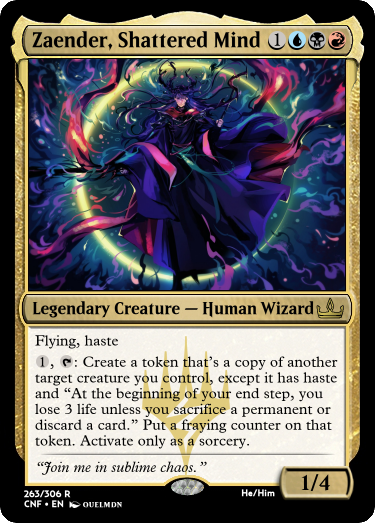 Zaender, Shattered Mind 1
Legendary Creature — Human Wizard
Flying, haste
1, : Create a token that's a copy of another
target creature you control, except it has haste
and “At the beginning of your end step, you
lose 3 life unless you sacrifice a permanent or
discard a card.” Put a fraying counter on that
token. Activate only as a sorcery.
“Join me in sublime chaos.”
1/4
263/306 R He/Him
CNF • EN OUELMDN